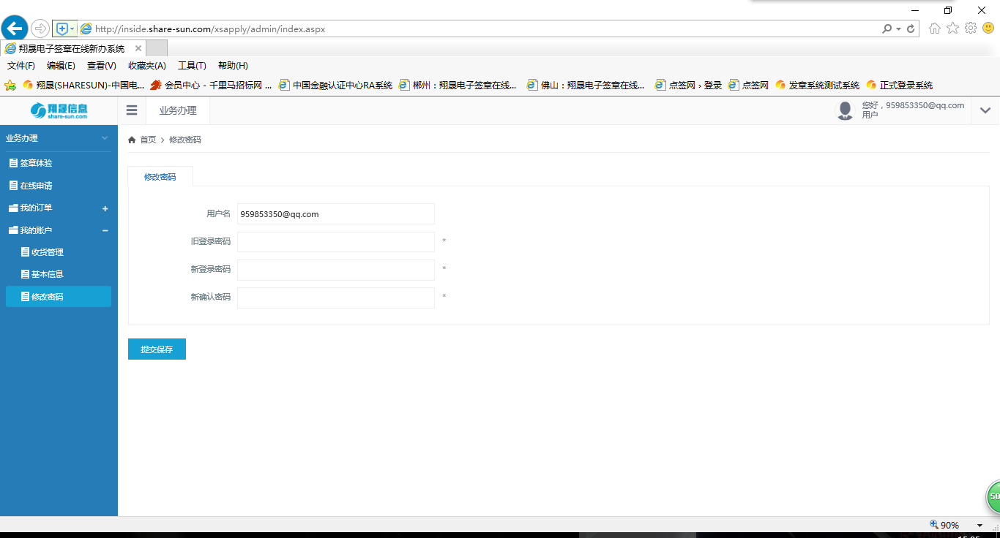 http://inside.share-sun.com/xsapply/admin/index.aspx
翔晟电子签章在线新办系统
文件(F) 编辑(E) 查看(V) 收藏夹(A) 工具(T) 帮助(H)
翔晟(SHARESUN)-中国电... 会员中心 - 千里马招标网 ... 中国金融认证中心RA系统 郴州：翔晟电子签章在线... 佛山：翔晟电子签章在线... 点签网 › 登录 点签网 发章系统测试系统 正式登录系统
翔晟信息
share-sun.com
业务办理
您好，959853350@qq.com
用户
业务办理
签章体验
在线申请
我的订单
我的账户
收货管理
基本信息
修改密码
首页 > 修改密码
修改密码
用户名 959853350@qq.com
旧登录密码 *
新登录密码 *
新确认密码 *
提交保存
50
90%